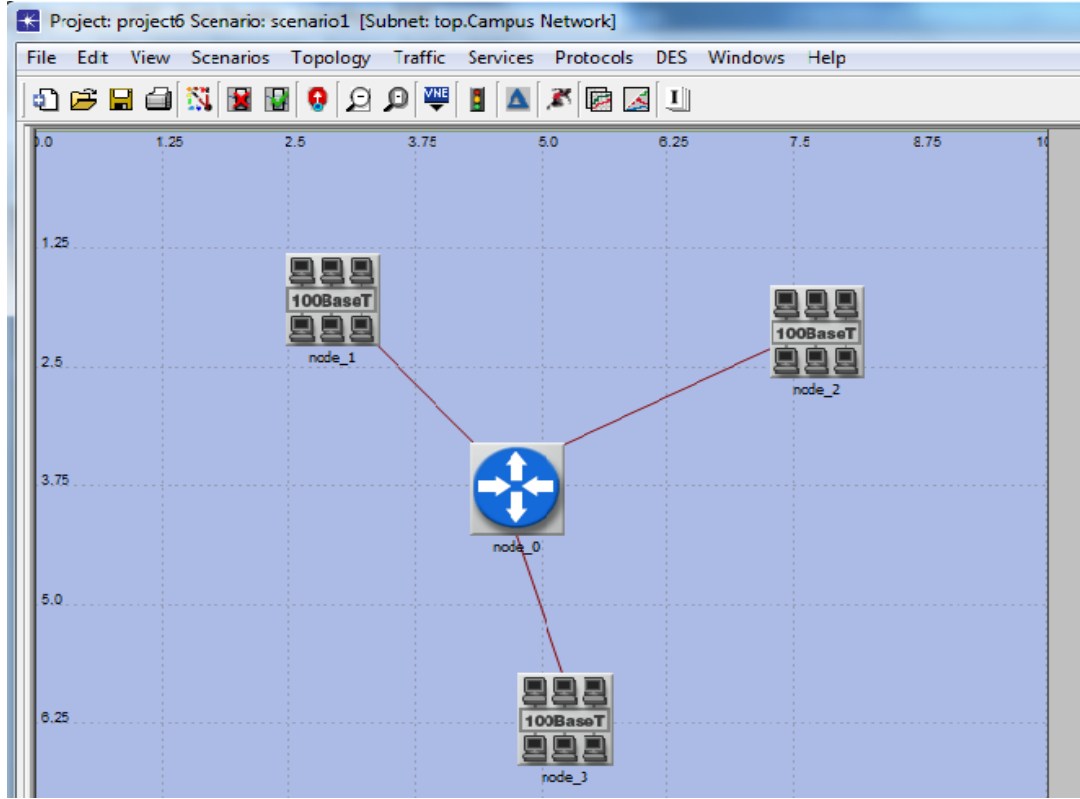 Project: project6 Scenario: scenario1 [Subnet: top.Campus Network]
File Edit View Scenarios Topology Traffic Services Protocols DES Windows Help
VNE
0.0 1.25 2.5 3.75 5.0 6.25 7.5 8.75 10
1.25
100BaseT
node_1
100BaseT
node_2
2.5
3.75
node_0
5.0
6.25
100BaseT
node_3